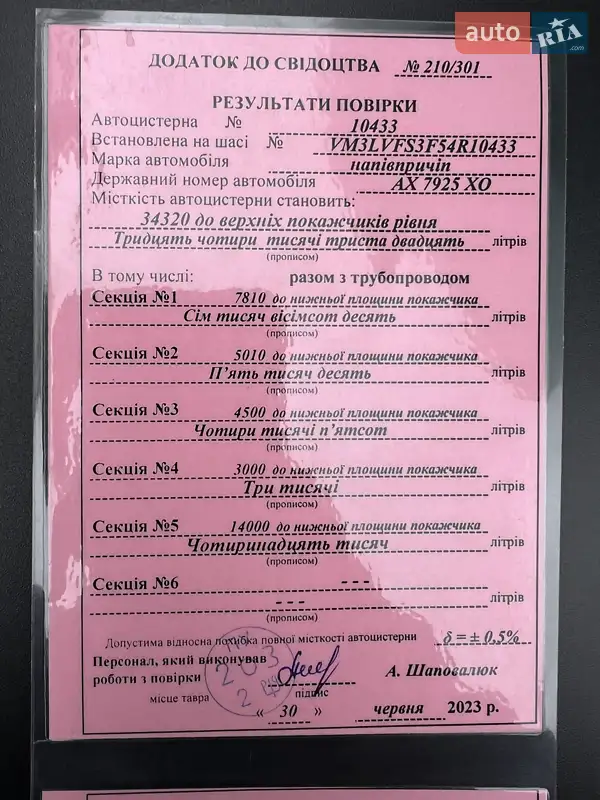 auto RIA.com
ДОДАТОК ДО СВІДОЦТВА № 210/301
РЕЗУЛЬТАТИ ПОВІРКИ
Автоцистерна № 10433
Встановлена на шасі № VM3LVFS3F54R10433
Марка автомобіля напівпричіп
Державний номер автомобіля АХ 7925 ХО
Місткість автоцистерни становить:
34320 до верхніх покажчиків рівня
Тридцять чотири тисячі триста двадцять літрів
(прописом)
В тому числі: разом з трубопроводом
Секція №1 7810 до нижньої площини покажчика
Сім тисяч вісімсот десять літрів
(прописом)
Секція №2 5010 до нижньої площини покажчика
П'ять тисяч десять літрів
(прописом)
Секція №3 4500 до нижньої площини покажчика
Чотири тисячі п'ятсот літрів
(прописом)
Секція №4 3000 до нижньої площини покажчика
Три тисячі літрів
(прописом)
Секція №5 14000 до нижньої площини покажчика
Чотиринадцять тисяч літрів
(прописом)
Секція №6 ---
--- літрів
(прописом)
Допустима відносна похибка повної місткості автоцистерни δ = ± 0,5%
Персонал, який виконував
роботи з повірки А. Шаповалюк
місце тавра підпис
« 30 » червня 2023 р.